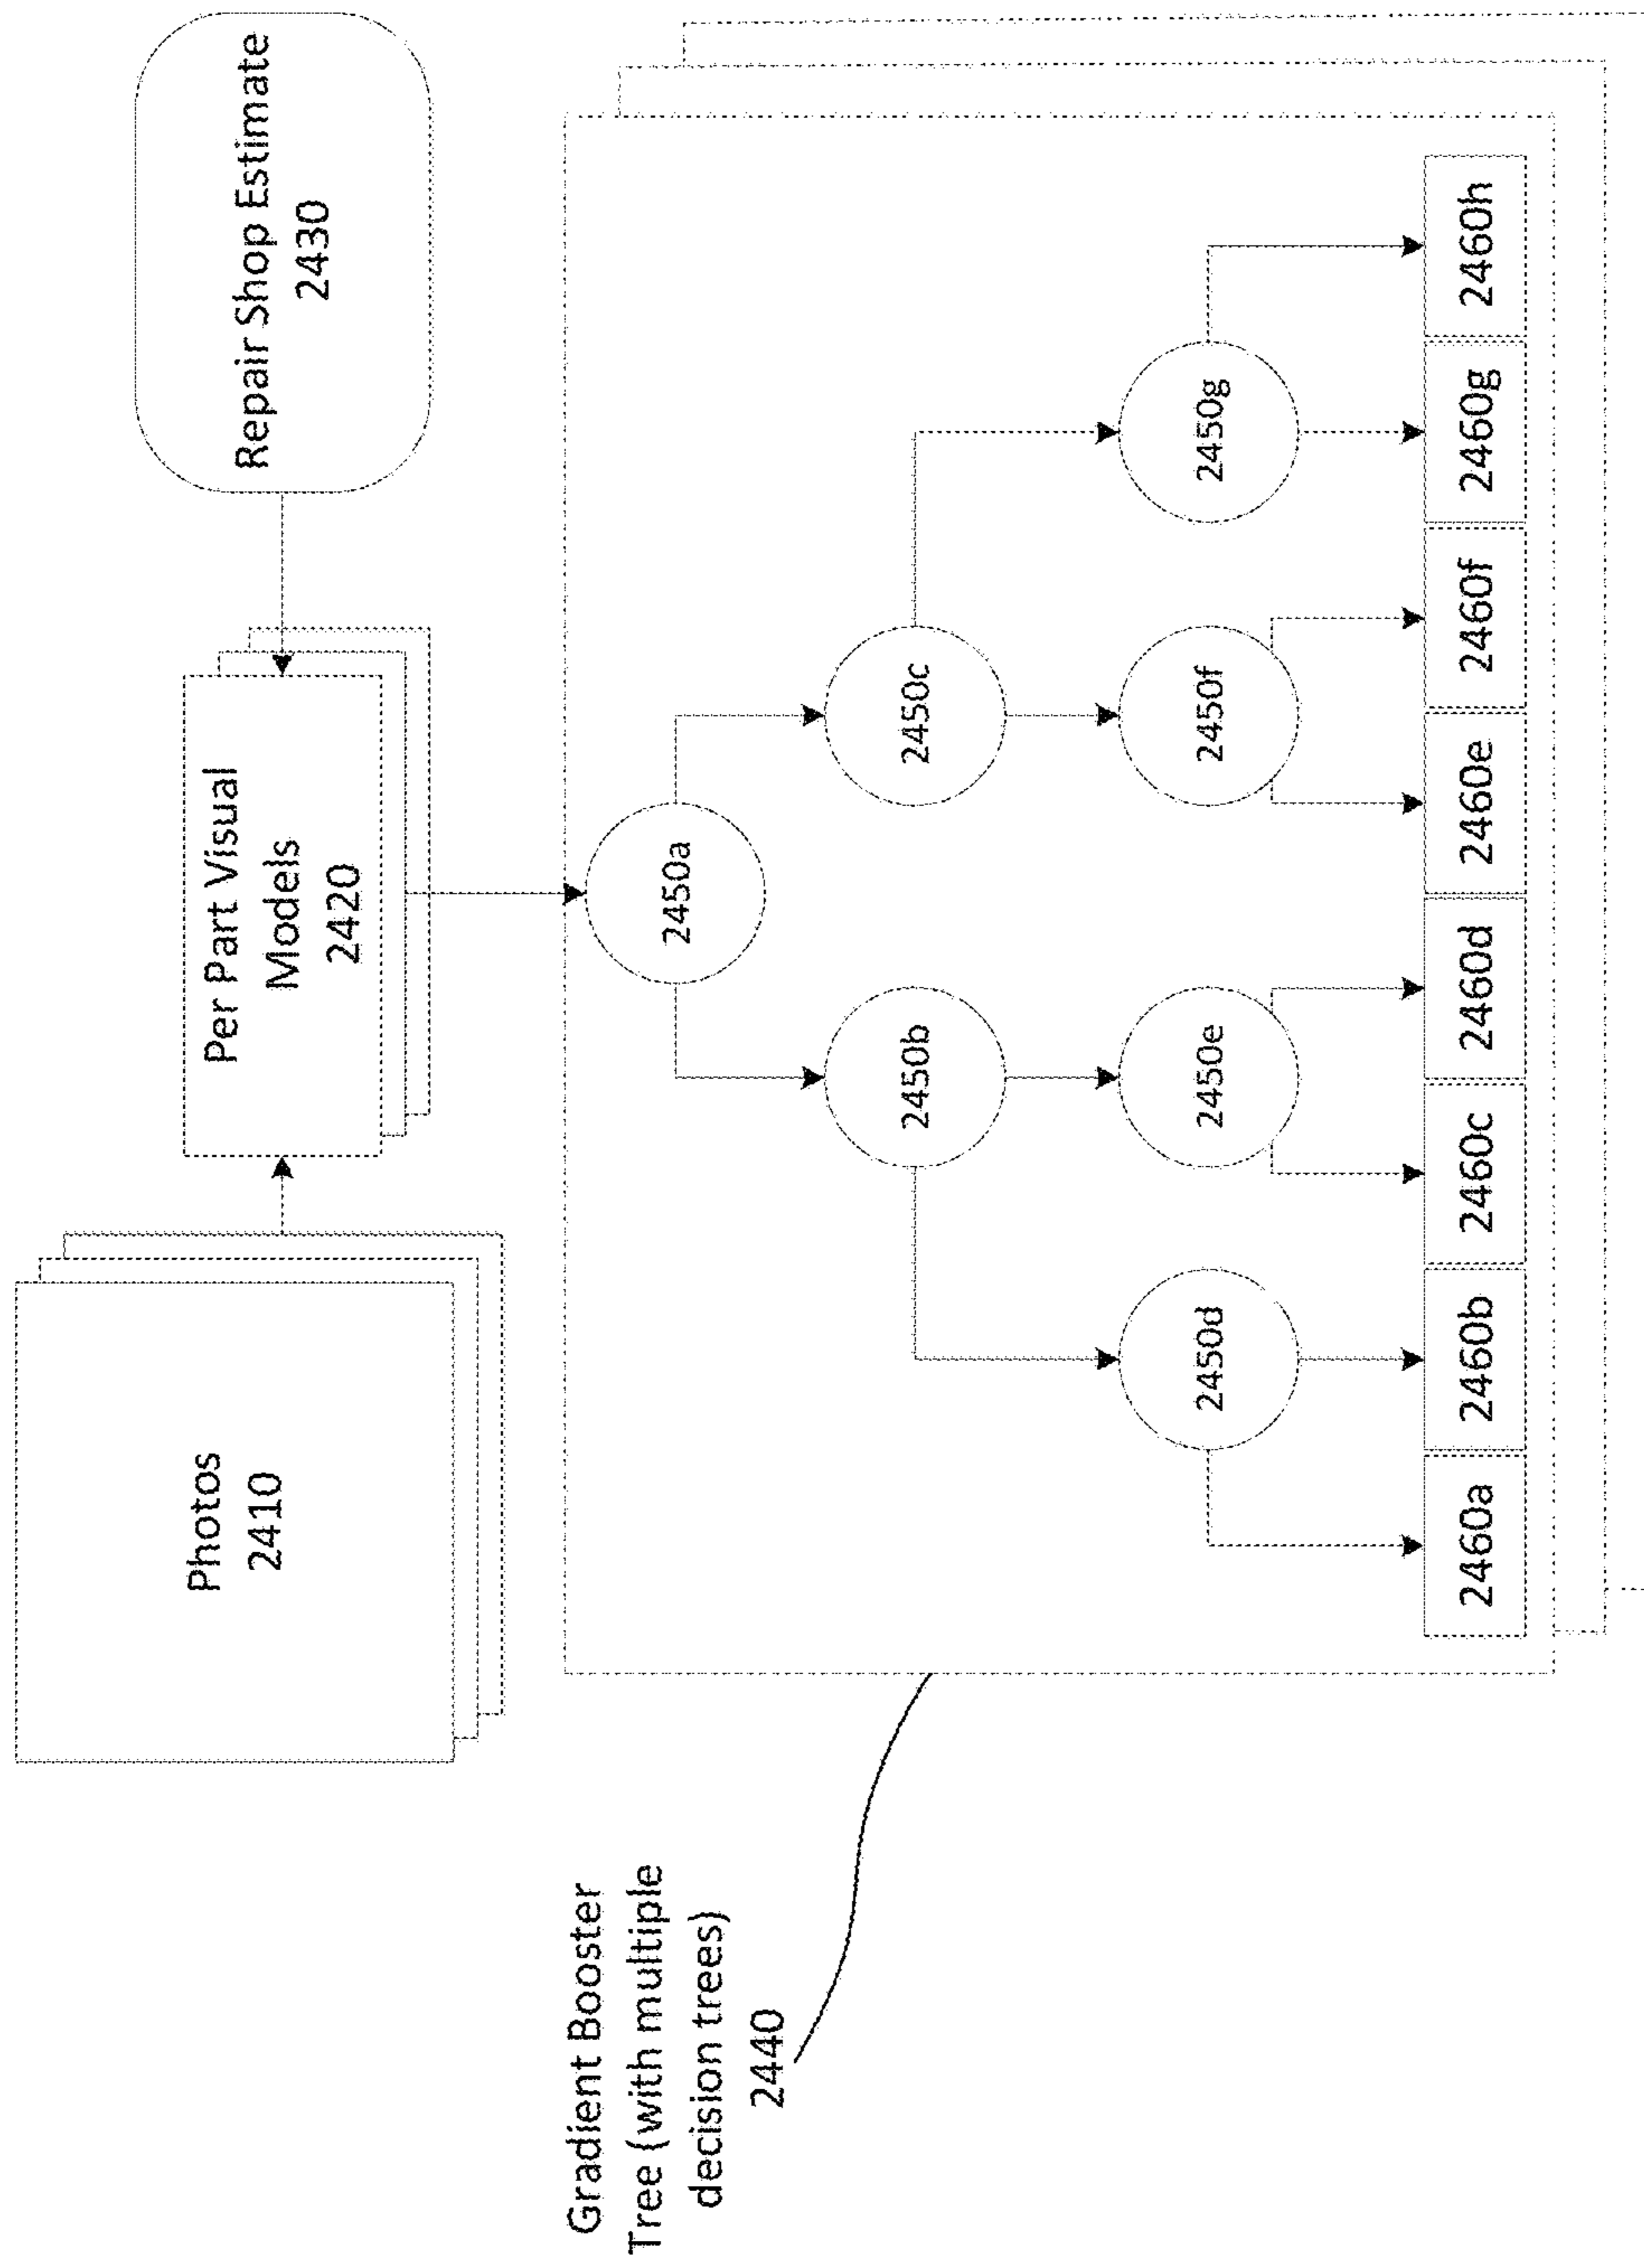 Photos
2410
Per Part Visual
Models
2420
Repair Shop Estimate
2430
Gradient Booster
Tree (with multiple
decision trees)
2440
2450a
2450b
2450c
2450d
2450e
2450f
2450g
2460a
2460b
2460c
2460d
2460e
2460f
2460g
2460h